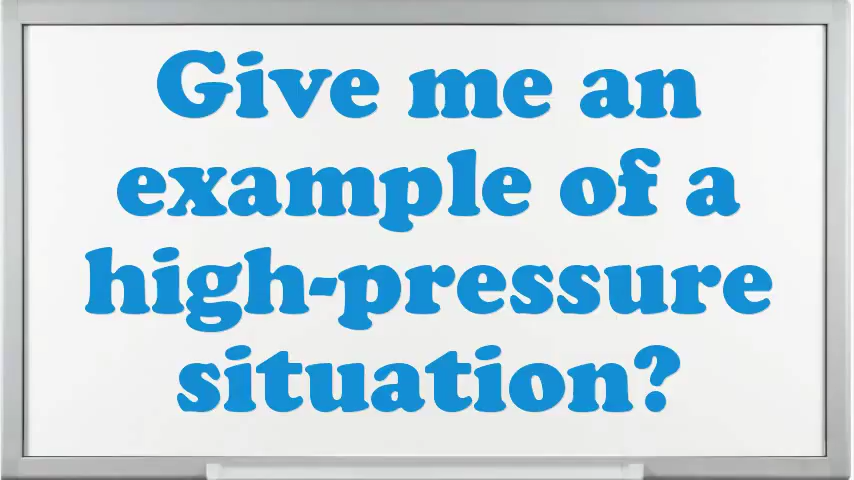 Give me an
example of a
high-pressure
situation?